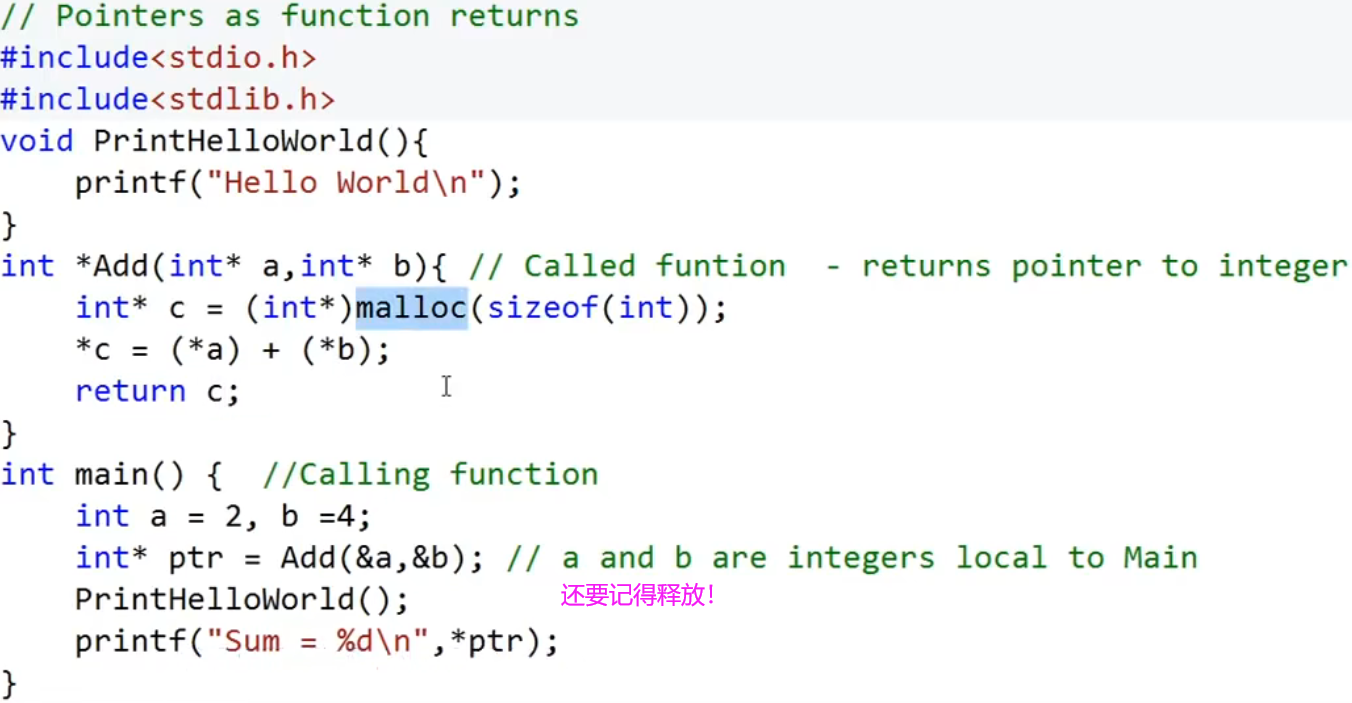 // Pointers as function returns
#include<stdio.h>
#include<stdlib.h>
void PrintHelloWorld(){
    printf("Hello World\n");
}
int *Add(int* a,int* b){ // Called funtion  - returns pointer to integer
    int* c = (int*)malloc(sizeof(int));
    *c = (*a) + (*b);
    return c;
}
int main() {  //Calling function
    int a = 2, b =4;
    int* ptr = Add(&a,&b); // a and b are integers local to Main
    PrintHelloWorld();
还要记得释放！
    printf("Sum = %d\n",*ptr);
}